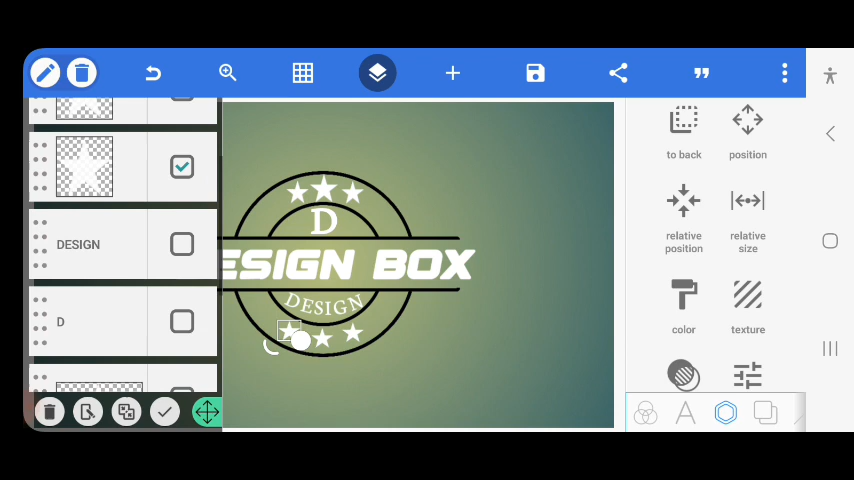 to back
position
relative position
relative size
color
texture
DESIGN
D
D
ESIGN BOX
DESIGN